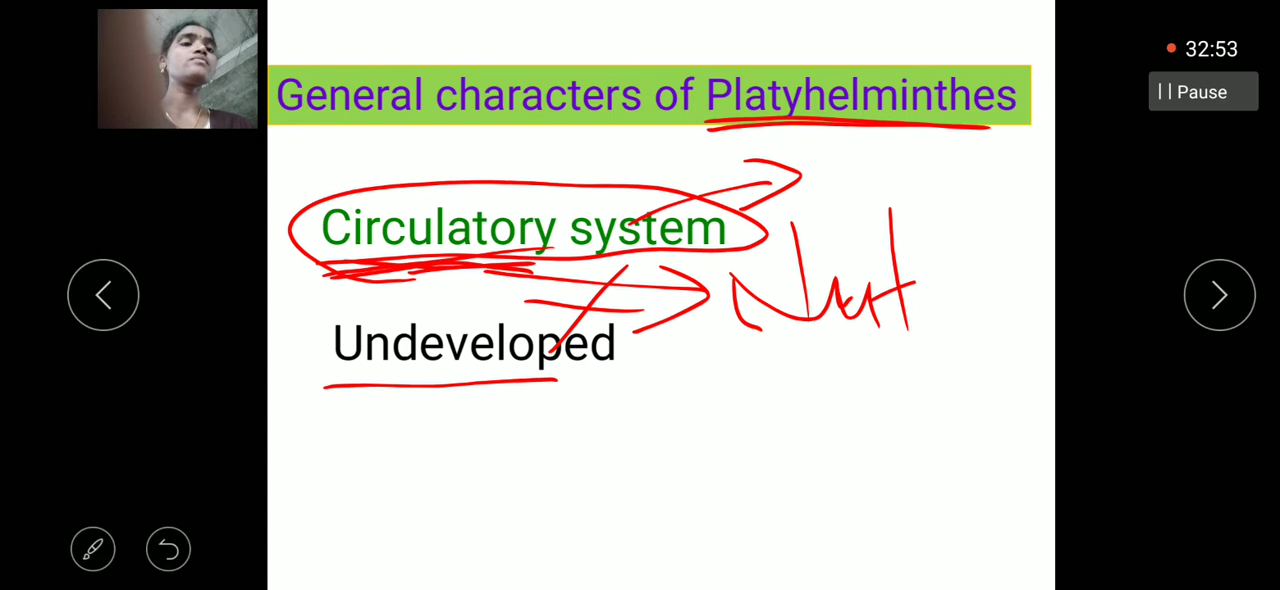 32:53
General characters of Platyhelminthes
Pause
Circulatory system
Undeveloped